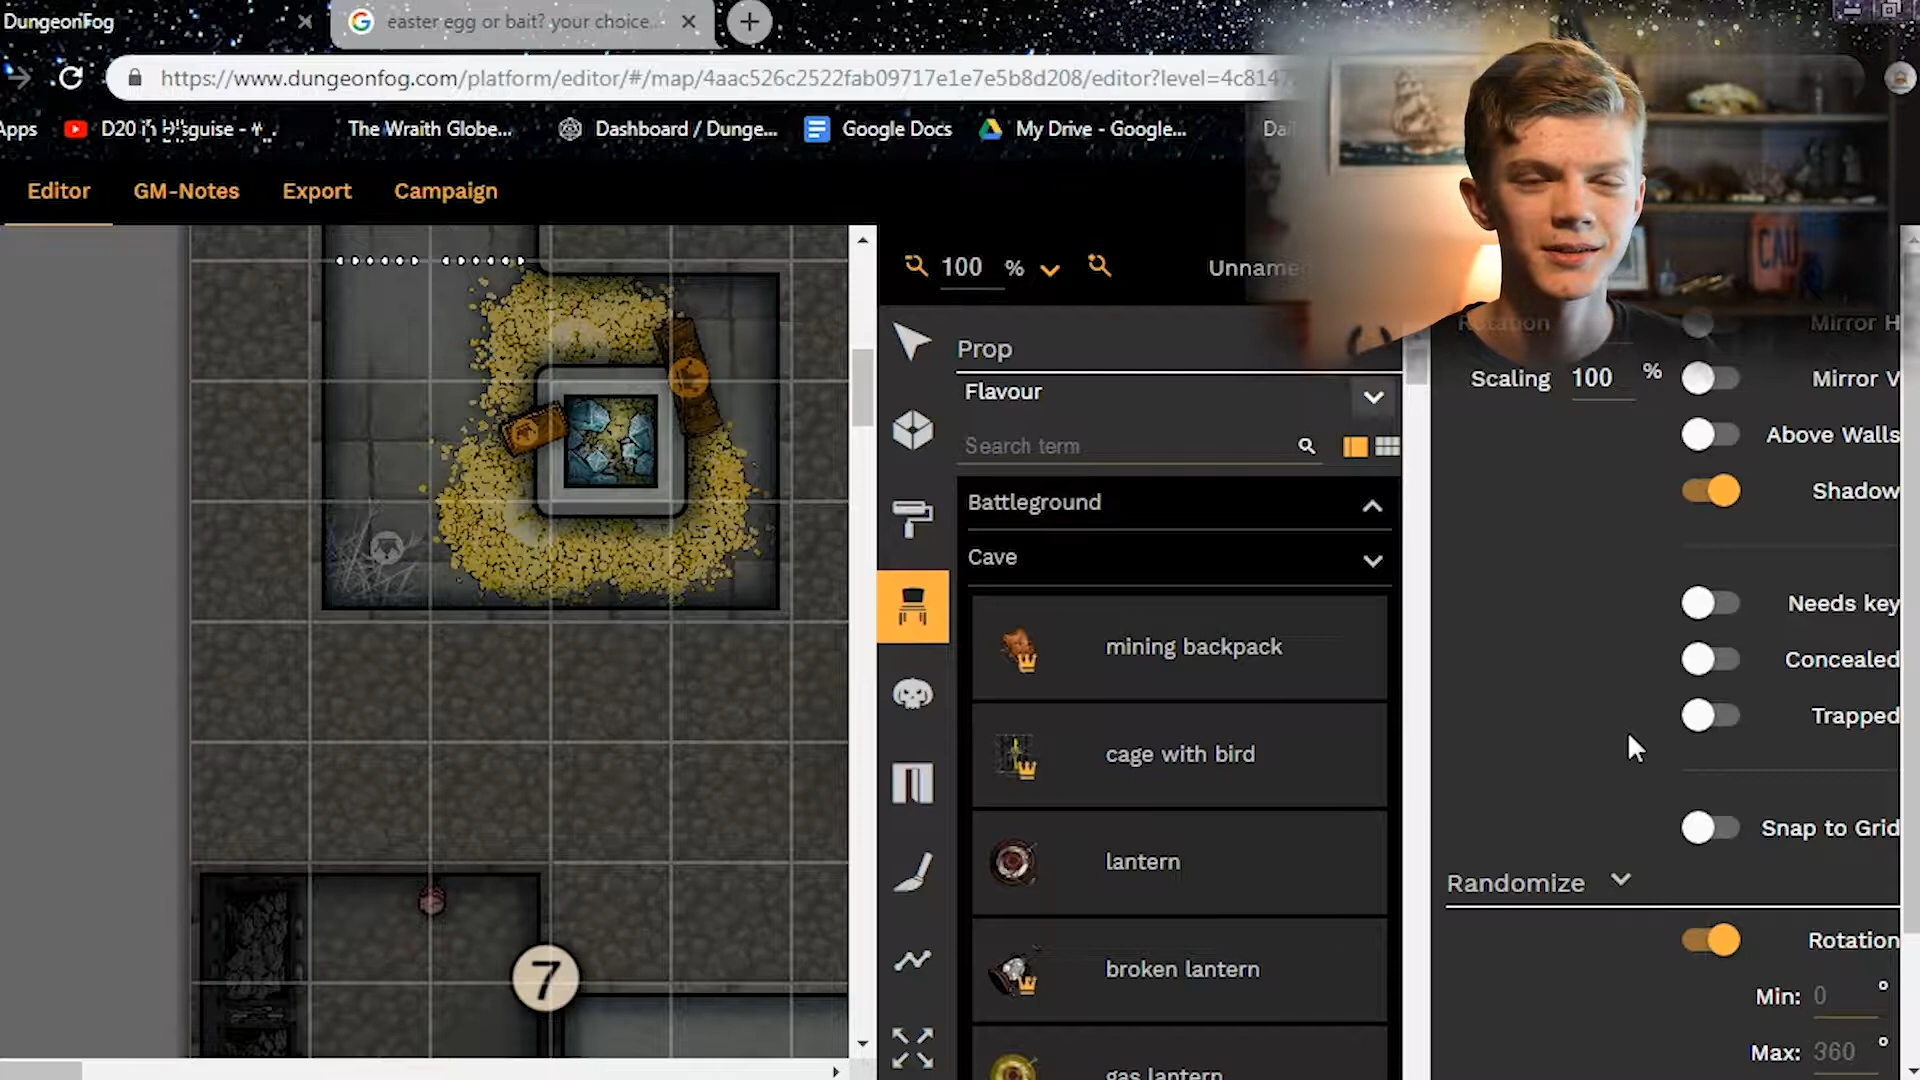 DungeonFog
easter egg or bait? your choice...
https://www.dungeonfog.com/platform/editor/#/map/4aac526c2522fab09717e1e7e5b8d208/editor?level=4c8147
Apps
The Wraith Globe...
Dashboard / Dunge...
Google Docs
My Drive - Google...
Editor
GM-Notes
Export
Campaign
100 %
CAU
Prop
Rotation
Mirror H
Flavour
Scaling 100 %
Mirror V
Search term
Above Walls
Battleground
Shadow
Cave
Needs key
mining backpack
Concealed
Trapped
cage with bird
Snap to Grid
lantern
Randomize
Rotation
broken lantern
7
Min: 0 °
Max: 360 °
gas lantern